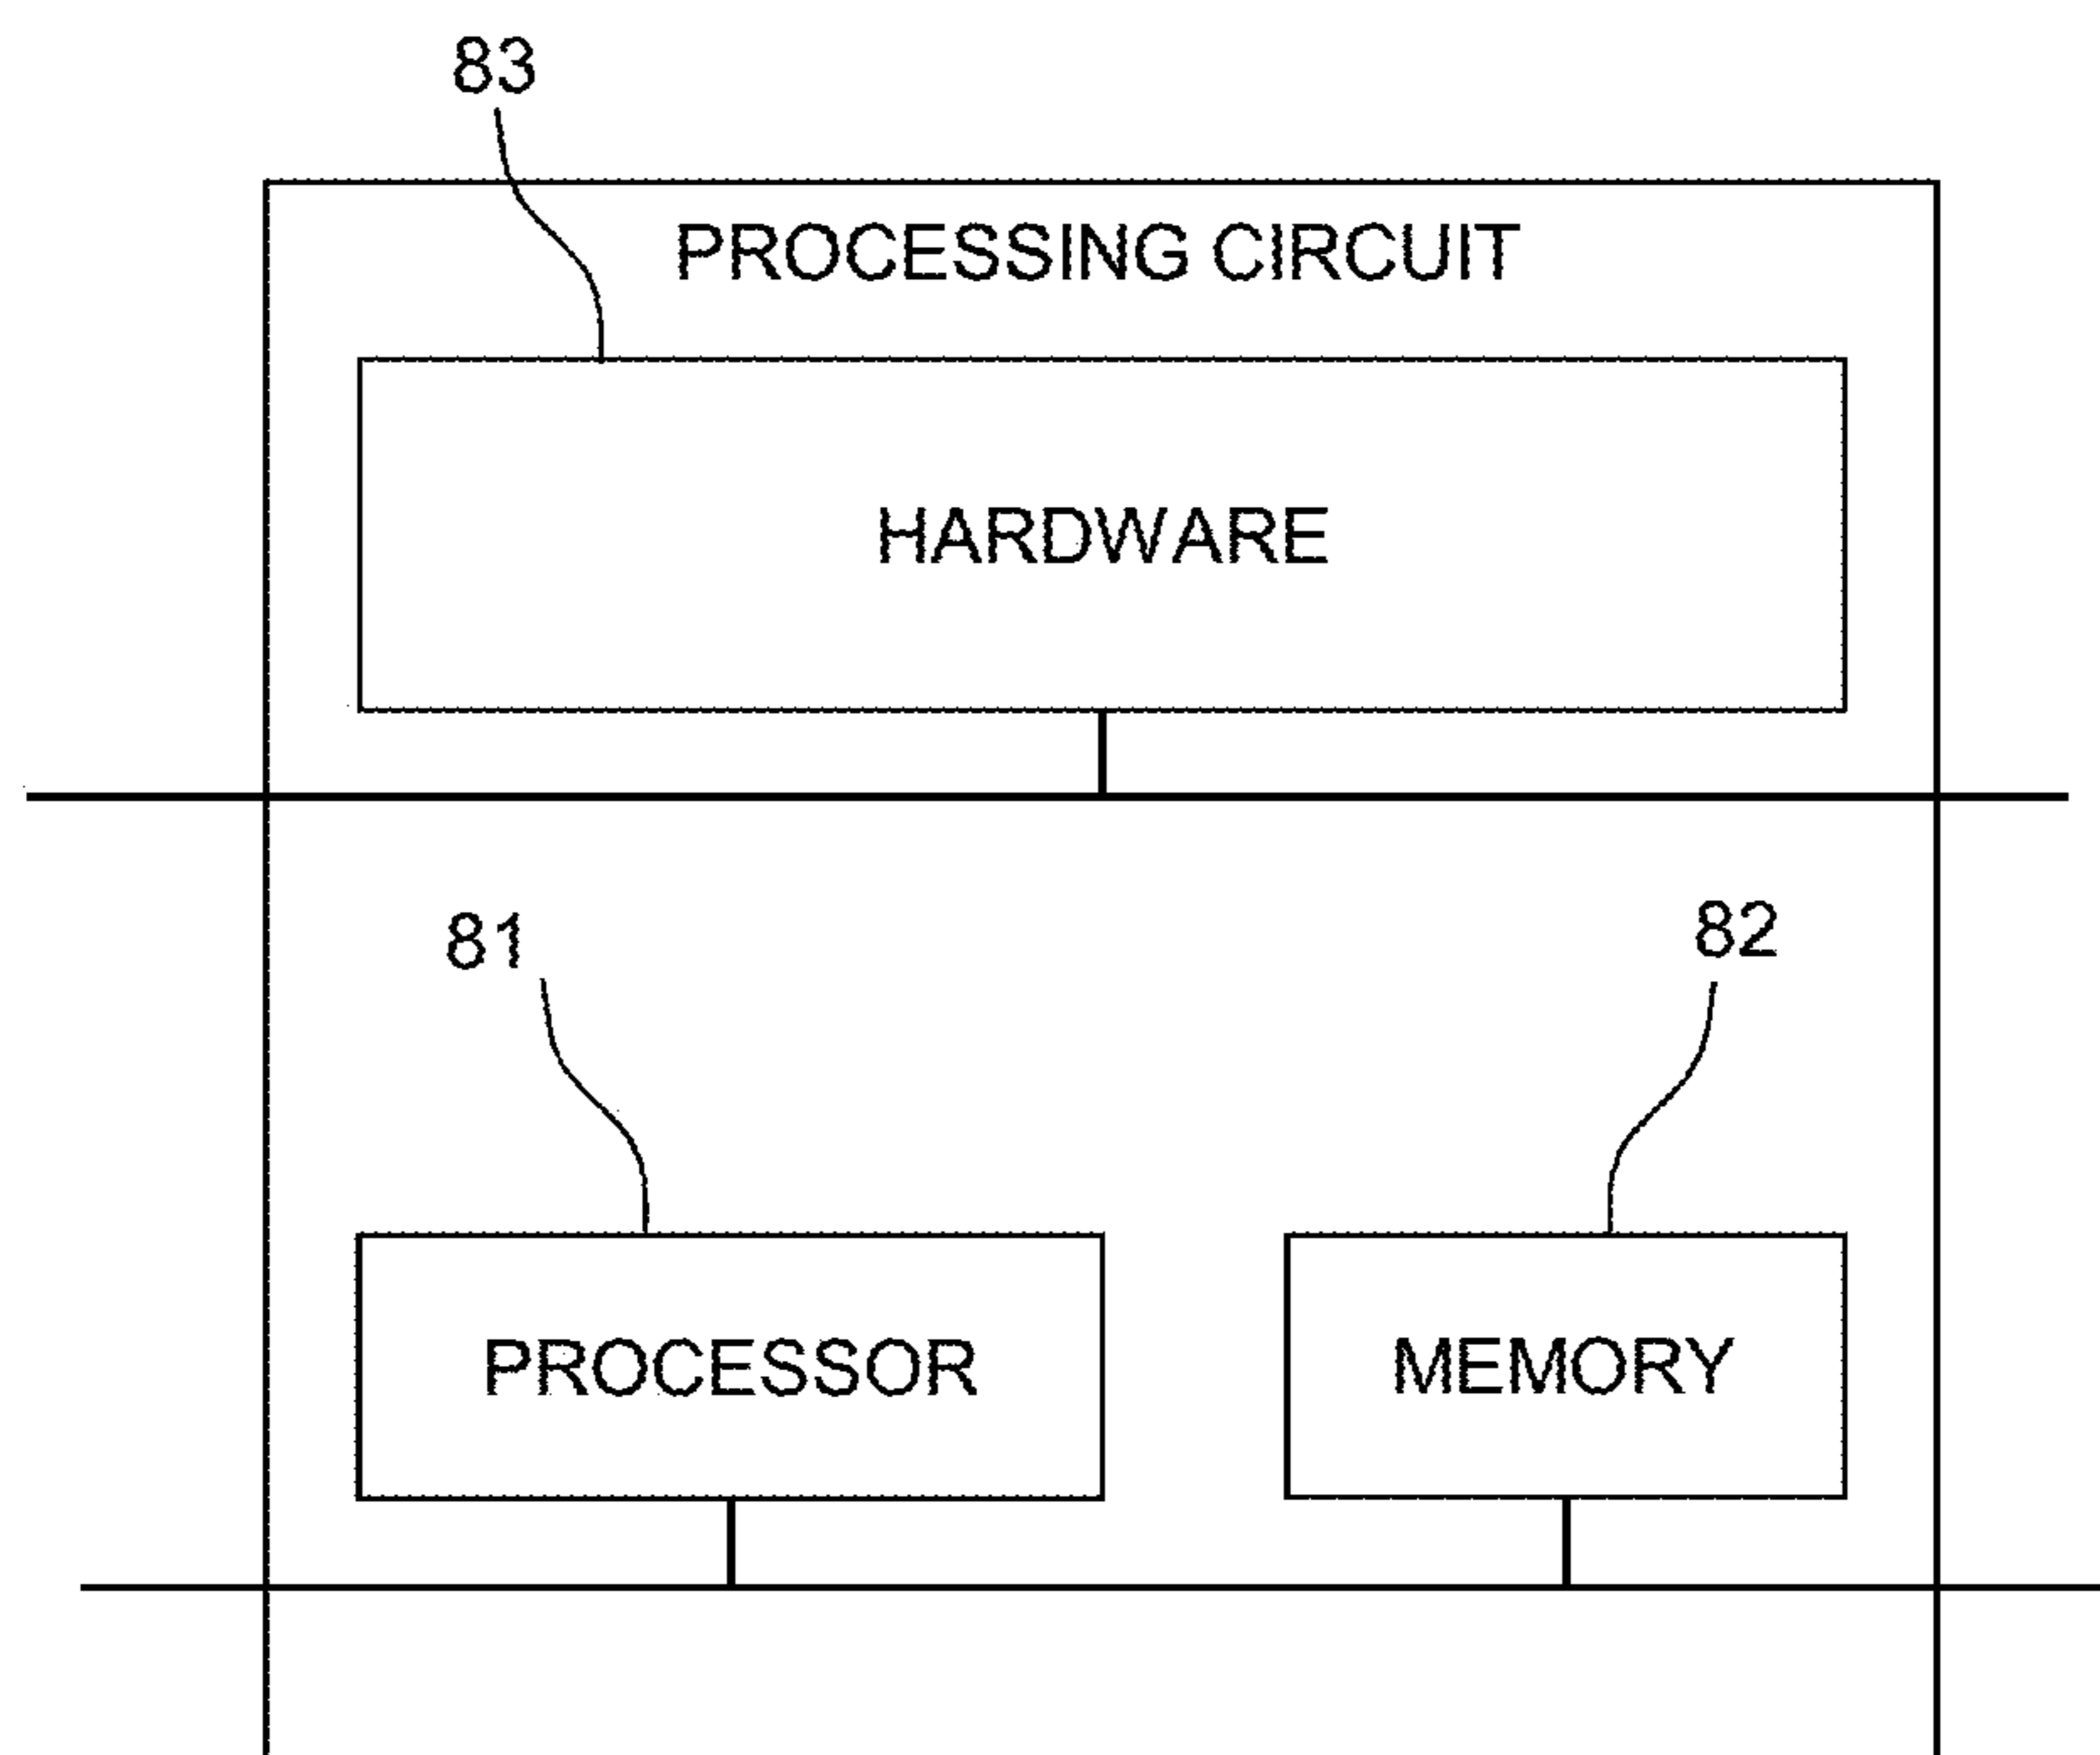 83
PROCESSING CIRCUIT
HARDWARE
81
82
PROCESSOR
MEMORY